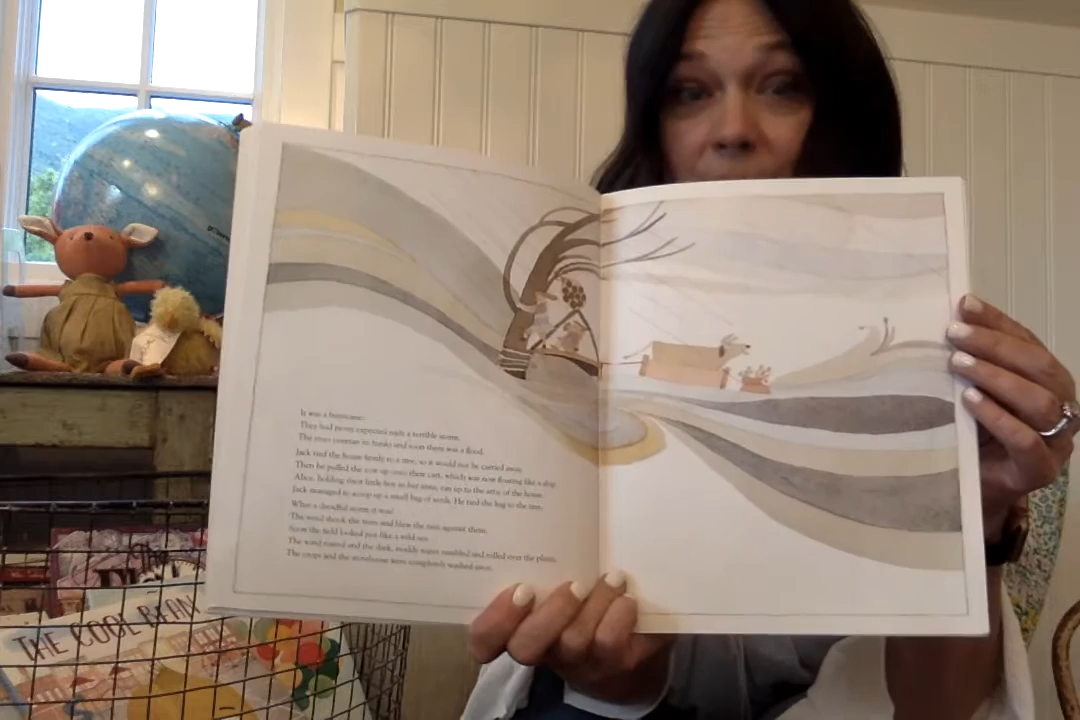 It was a hurricane!
They had never expected such a terrible storm.
The river overran its banks and soon there was a flood.
Jack tied the house firmly to a tree, so it would not be carried away.
Then he pulled the cow up onto their cart, which was now floating like a ship.
Alice, holding their little hen in her arms, ran up to the attic of the house.
Jack managed to scoop up a small bag of seeds. He tied the bag to the tree.
What a dreadful storm it was!
The wind shook the trees and blew the rain against them.
Soon the field looked just like a wild sea.
The wind roared and the dark, muddy water rumbled and rolled over the plains.
The crops and the storehouse were completely washed away.
THE COOL BEAN